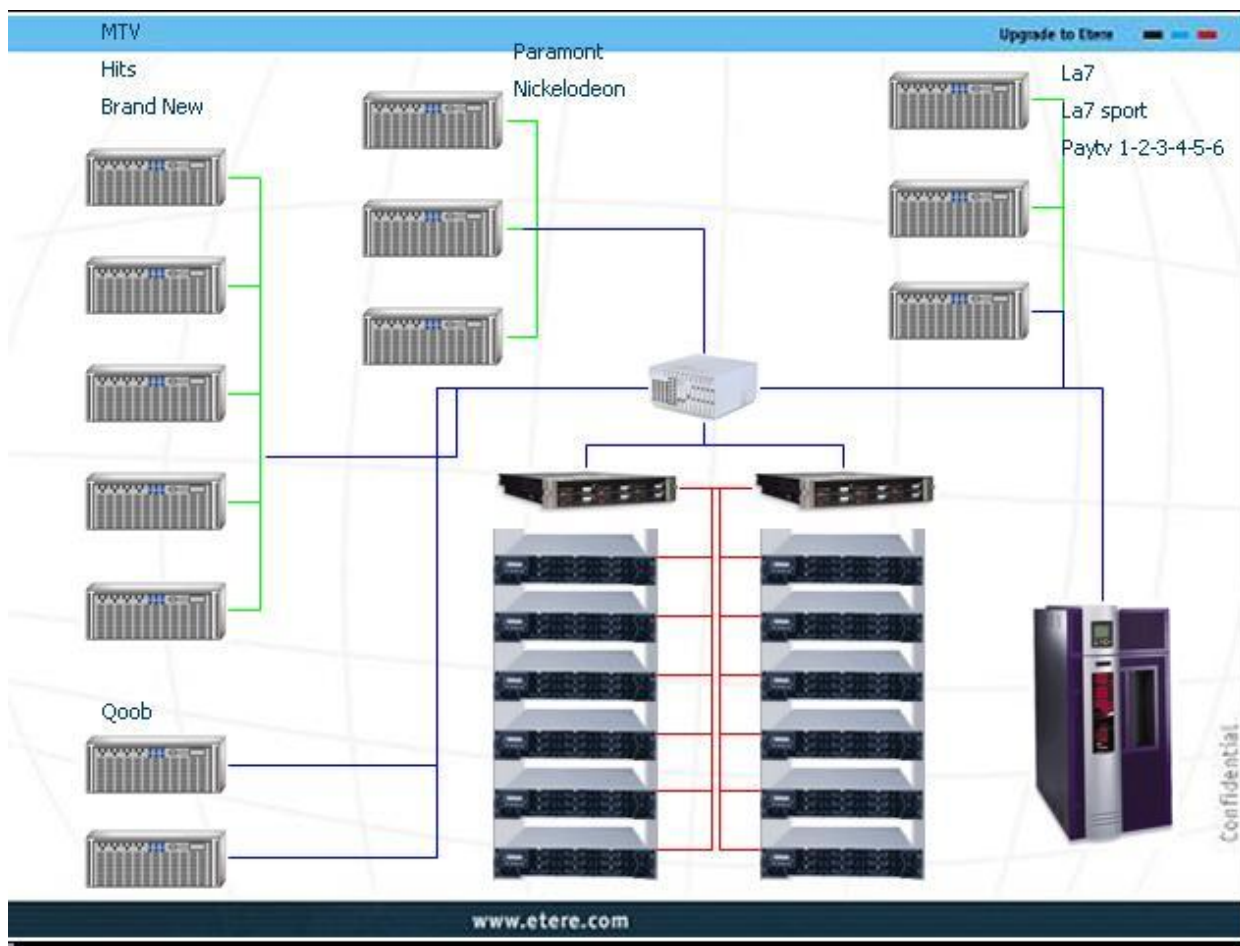 MTV
Upgrade to Etere
Hits
Brand New
Paramont
Nickelodeon
La7
La7 sport
Paytv 1-2-3-4-5-6
Qoob
Confidential.
www.etere.com